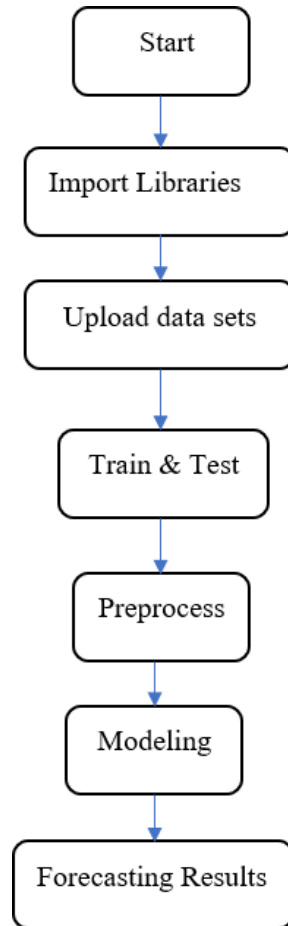 Start
Import Libraries
Upload data sets
Train & Test
Preprocess
Modeling
Forecasting Results